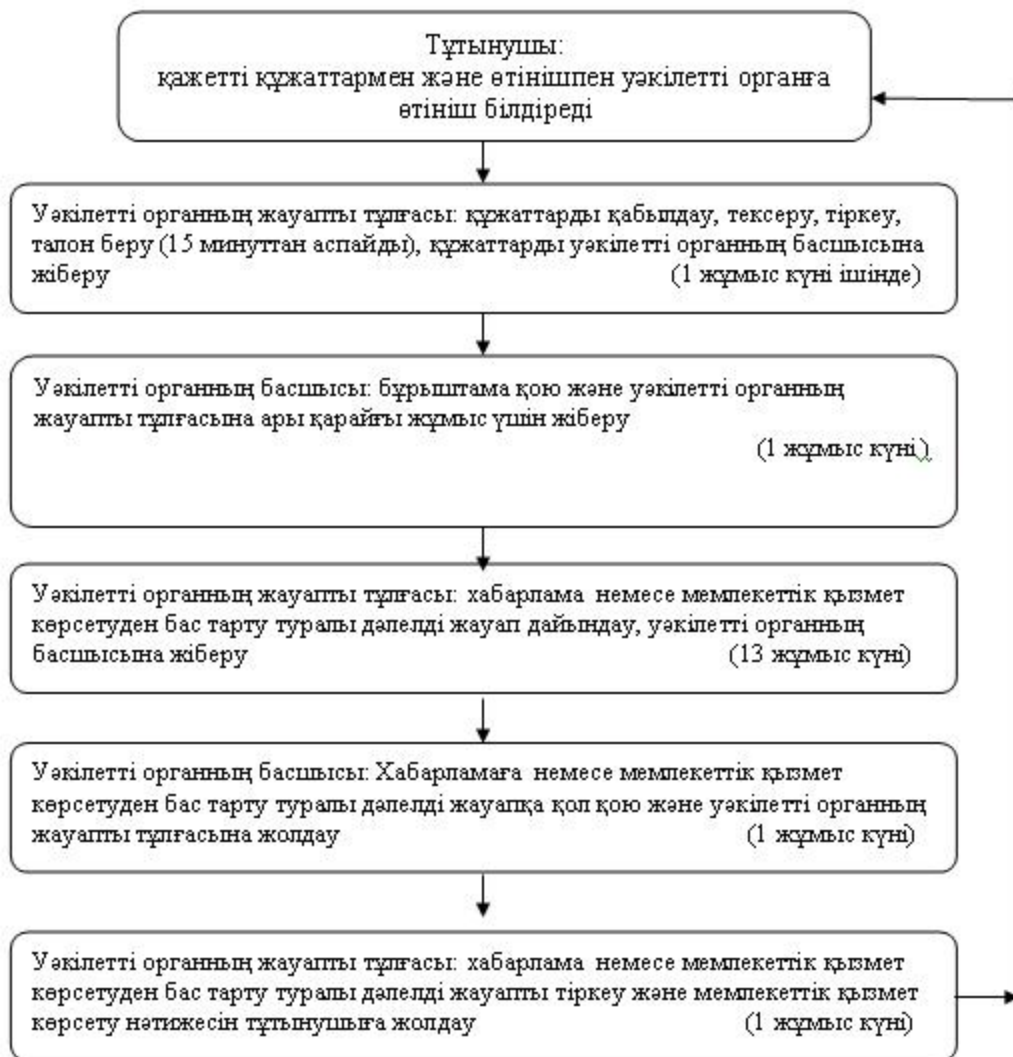 Тұтынушы:
қажетті құжаттармен және өтінішпен уәкілетті органға
өтініш білдіреді
Уәкілетті органның жауапты тұлғасы: құжаттарды қабылдау, тексеру, тіркеу,
талон беру (15 минуттан аспайды), құжаттарды уәкілетті органның басшысына
жіберу (1 жұмыс күні ішінде)
Уәкілетті органның басшысы: бұрыштама қою және уәкілетті органның
жауапты тұлғасына ары қарайғы жұмыс үшін жіберу
(1 жұмыс күні)
Уәкілетті органның жауапты тұлғасы: хабарлама немесе мемлекеттік қызмет
көрсетуден бас тарту туралы дәлелді жауап дайындау, уәкілетті органның
басшысына жіберу (13 жұмыс күні)
Уәкілетті органның басшысы: Хабарламаға немесе мемлекеттік қызмет
көрсетуден бас тарту туралы дәлелді жауапқа қол қою және уәкілетті органның
жауапты тұлғасына жолдау (1 жұмыс күні)
Уәкілетті органның жауапты тұлғасы: хабарлама немесе мемлекеттік қызмет
көрсетуден бас тарту туралы дәлелді жауапты тіркеу және мемлекеттік қызмет
көрсету нәтижесін тұтынушыға жолдау (1 жұмыс күні)